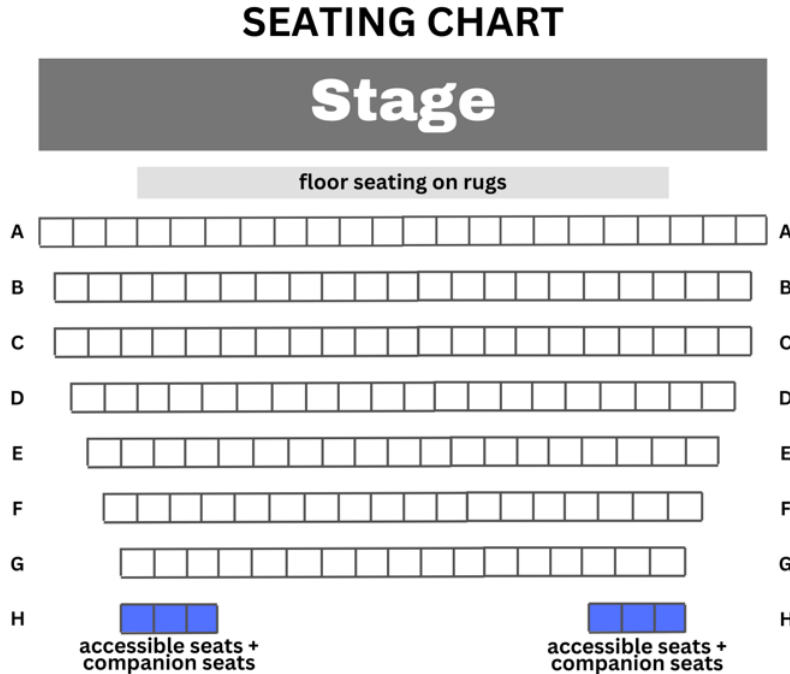 SEATING CHART
Stage
floor seating on rugs
A A
B B
C C
D D
E E
F F
G G
H H
accessible seats + accessible seats +
companion seats companion seats